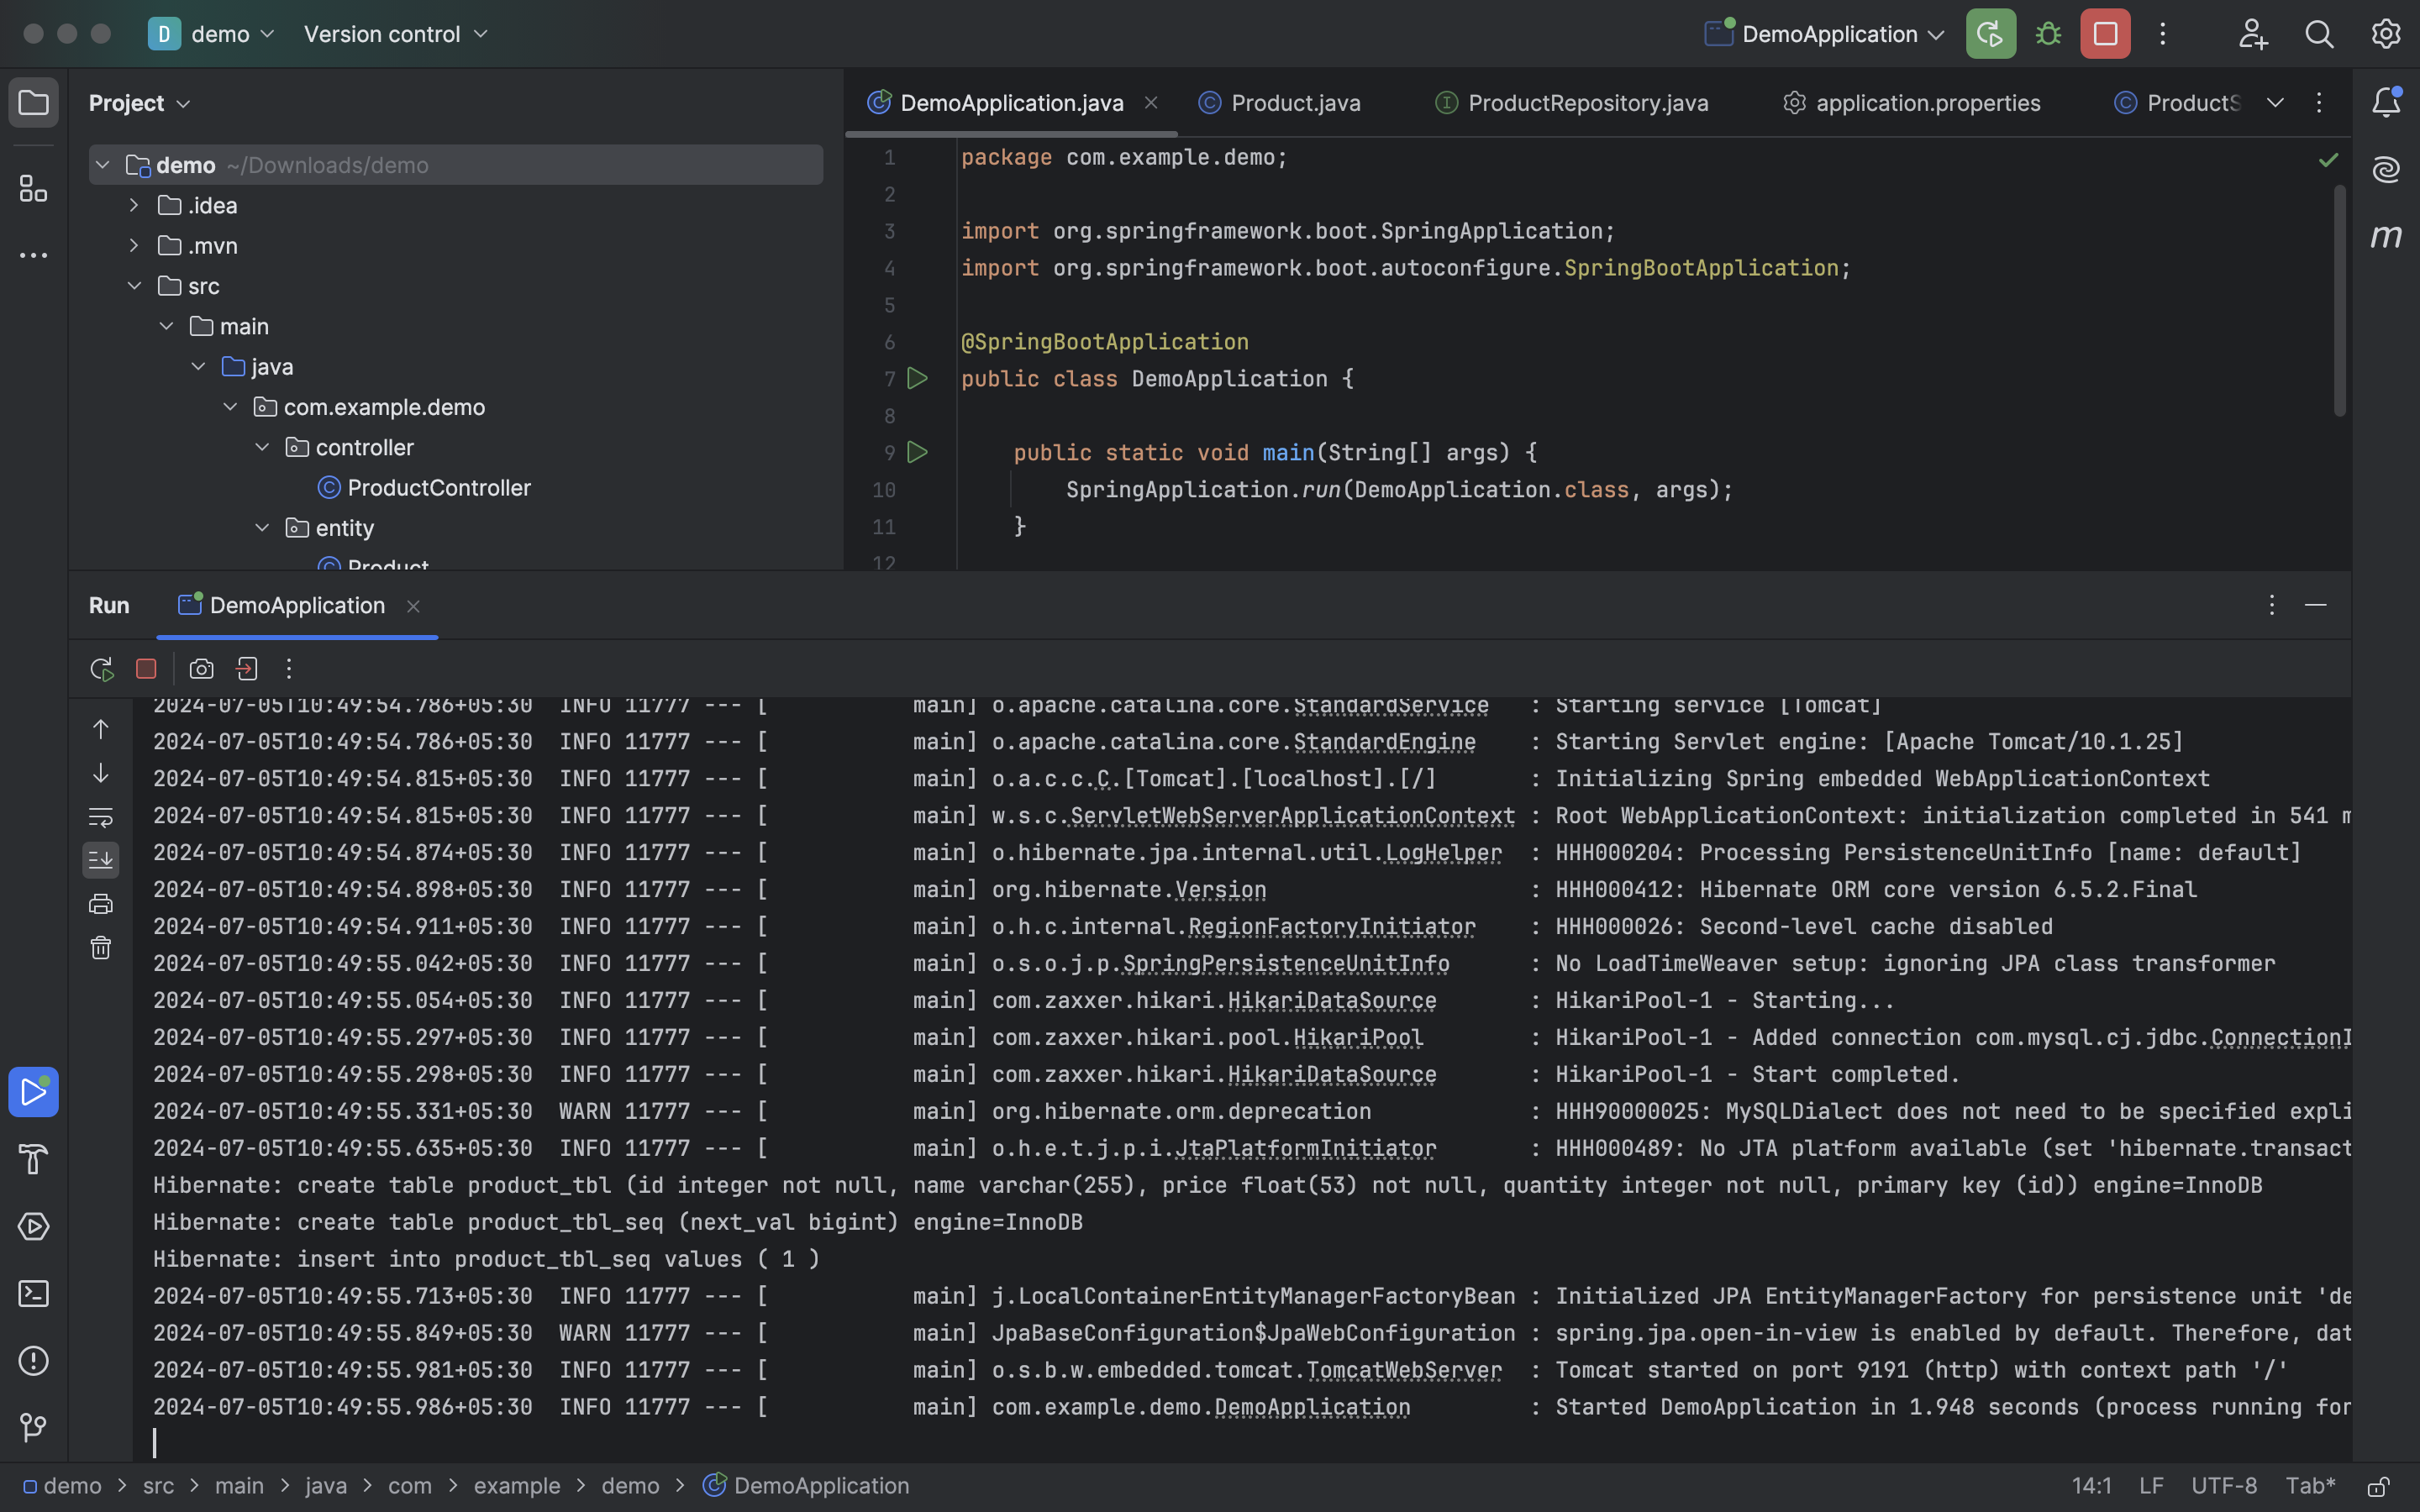 D demo Version control DemoApplication
Project
demo ~/Downloads/demo
.idea
.mvn
src
main
java
com.example.demo
controller
ProductController
entity
Product
DemoApplication.java Product.java ProductRepository.java application.properties ProductS
1 package com.example.demo;
2
3 import org.springframework.boot.SpringApplication;
4 import org.springframework.boot.autoconfigure.SpringBootApplication;
5
6 @SpringBootApplication
7 public class DemoApplication {
8
9 public static void main(String[] args) {
10 SpringApplication.run(DemoApplication.class, args);
11 }
12
Run DemoApplication
2024-07-05T10:49:54.786+05:30 INFO 11777 --- [ main] o.apache.catalina.core.StandardService : Starting service [Tomcat]
2024-07-05T10:49:54.786+05:30 INFO 11777 --- [ main] o.apache.catalina.core.StandardEngine : Starting Servlet engine: [Apache Tomcat/10.1.25]
2024-07-05T10:49:54.815+05:30 INFO 11777 --- [ main] o.a.c.c.C.[Tomcat].[localhost].[/] : Initializing Spring embedded WebApplicationContext
2024-07-05T10:49:54.815+05:30 INFO 11777 --- [ main] w.s.c.ServletWebServerApplicationContext : Root WebApplicationContext: initialization completed in 541 m
2024-07-05T10:49:54.874+05:30 INFO 11777 --- [ main] o.hibernate.jpa.internal.util.LogHelper : HHH000204: Processing PersistenceUnitInfo [name: default]
2024-07-05T10:49:54.898+05:30 INFO 11777 --- [ main] org.hibernate.Version : HHH000412: Hibernate ORM core version 6.5.2.Final
2024-07-05T10:49:54.911+05:30 INFO 11777 --- [ main] o.h.c.internal.RegionFactoryInitiator : HHH000026: Second-level cache disabled
2024-07-05T10:49:55.042+05:30 INFO 11777 --- [ main] o.s.o.j.p.SpringPersistenceUnitInfo : No LoadTimeWeaver setup: ignoring JPA class transformer
2024-07-05T10:49:55.054+05:30 INFO 11777 --- [ main] com.zaxxer.hikari.HikariDataSource : HikariPool-1 - Starting...
2024-07-05T10:49:55.297+05:30 INFO 11777 --- [ main] com.zaxxer.hikari.pool.HikariPool : HikariPool-1 - Added connection com.mysql.cj.jdbc.ConnectionI
2024-07-05T10:49:55.298+05:30 INFO 11777 --- [ main] com.zaxxer.hikari.HikariDataSource : HikariPool-1 - Start completed.
2024-07-05T10:49:55.331+05:30 WARN 11777 --- [ main] org.hibernate.orm.deprecation : HHH90000025: MySQLDialect does not need to be specified expli
2024-07-05T10:49:55.635+05:30 INFO 11777 --- [ main] o.h.e.t.j.p.i.JtaPlatformInitiator : HHH000489: No JTA platform available (set 'hibernate.transact
Hibernate: create table product_tbl (id integer not null, name varchar(255), price float(53) not null, quantity integer not null, primary key (id)) engine=InnoDB
Hibernate: create table product_tbl_seq (next_val bigint) engine=InnoDB
Hibernate: insert into product_tbl_seq values ( 1 )
2024-07-05T10:49:55.713+05:30 INFO 11777 --- [ main] j.LocalContainerEntityManagerFactoryBean : Initialized JPA EntityManagerFactory for persistence unit 'de
2024-07-05T10:49:55.849+05:30 WARN 11777 --- [ main] JpaBaseConfiguration$JpaWebConfiguration : spring.jpa.open-in-view is enabled by default. Therefore, dat
2024-07-05T10:49:55.981+05:30 INFO 11777 --- [ main] o.s.b.w.embedded.tomcat.TomcatWebServer : Tomcat started on port 9191 (http) with context path '/'
2024-07-05T10:49:55.986+05:30 INFO 11777 --- [ main] com.example.demo.DemoApplication : Started DemoApplication in 1.948 seconds (process running for
demo > src > main > java > com > example > demo > DemoApplication 14:1 LF UTF-8 Tab*